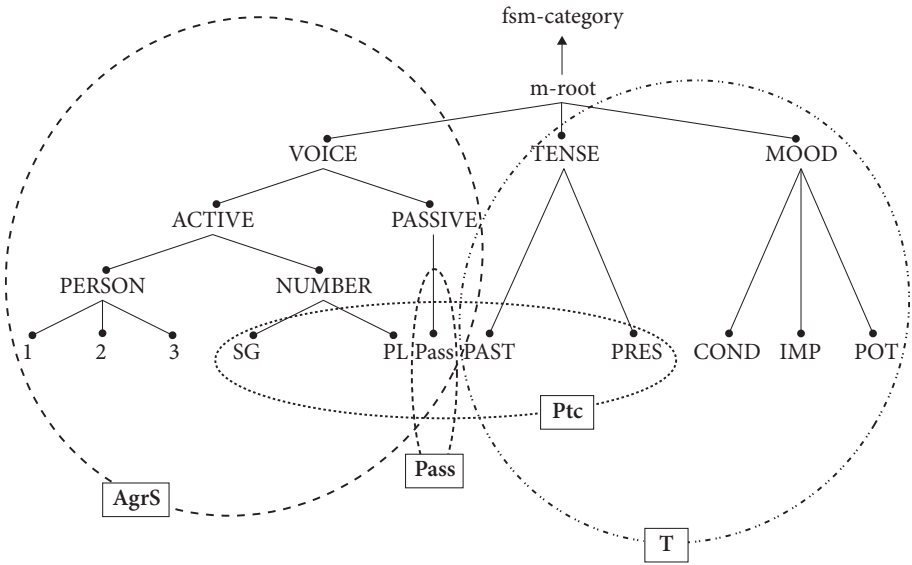 fsm-category
m-root
VOICE TENSE MOOD
ACTIVE PASSIVE
PERSON NUMBER
1 2 3 SG PL Pass PAST PRES COND IMP POT
Ptc
Pass
AgrS
T